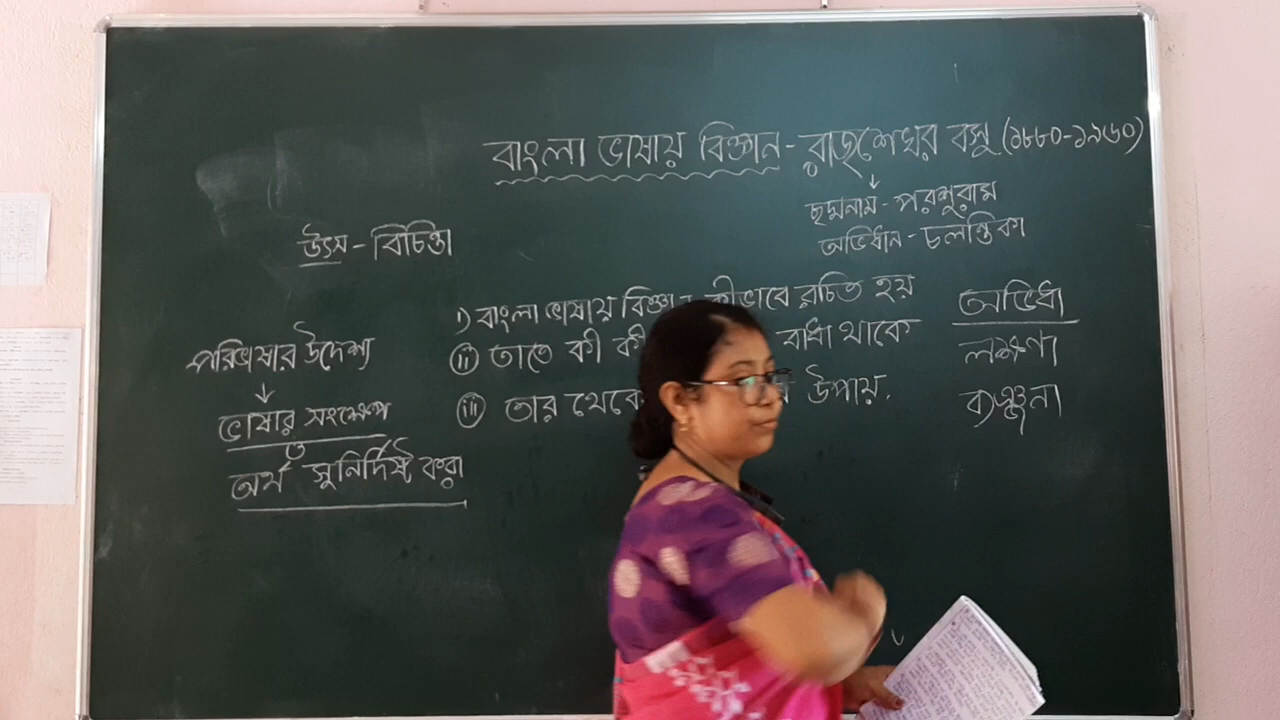 বাংলা ভাষায় বিজ্ঞান - রাজশেখর বসু (১৮৮০-১৯৬০)
↓
ছদ্মনাম - পরশুরাম
অভিধান - চলন্তিকা
উৎস - বিচিন্তা
পরিভাষার উদ্দেশ্য
↓
ভাষার সংক্ষেপ
ও
অর্থ সুনির্দিষ্ট করা
১) বাংলা ভাষায় কীভাবে রচিত হয়
(ii) তাতে কী কী বাধা থাকে
(iii) তার থেকে উপায়.
অভিধা
লক্ষণা
ব্যঞ্জনা